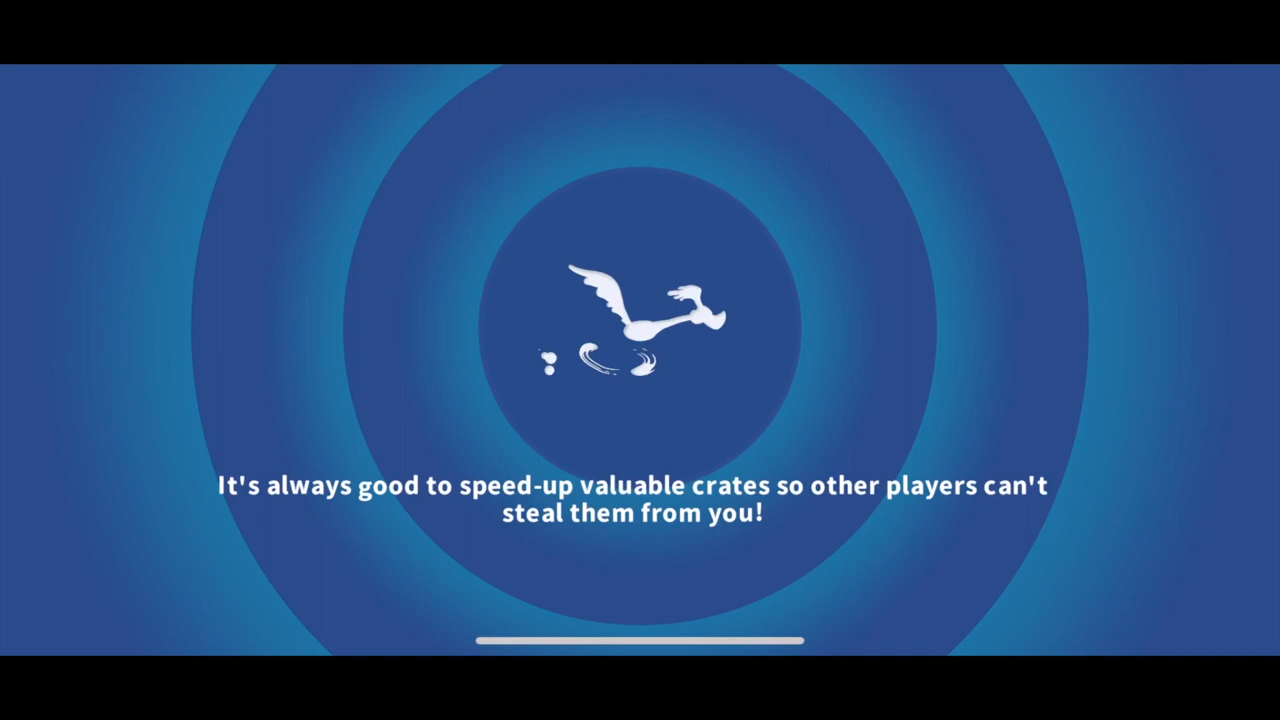 It's always good to speed-up valuable crates so other players can't
steal them from you!